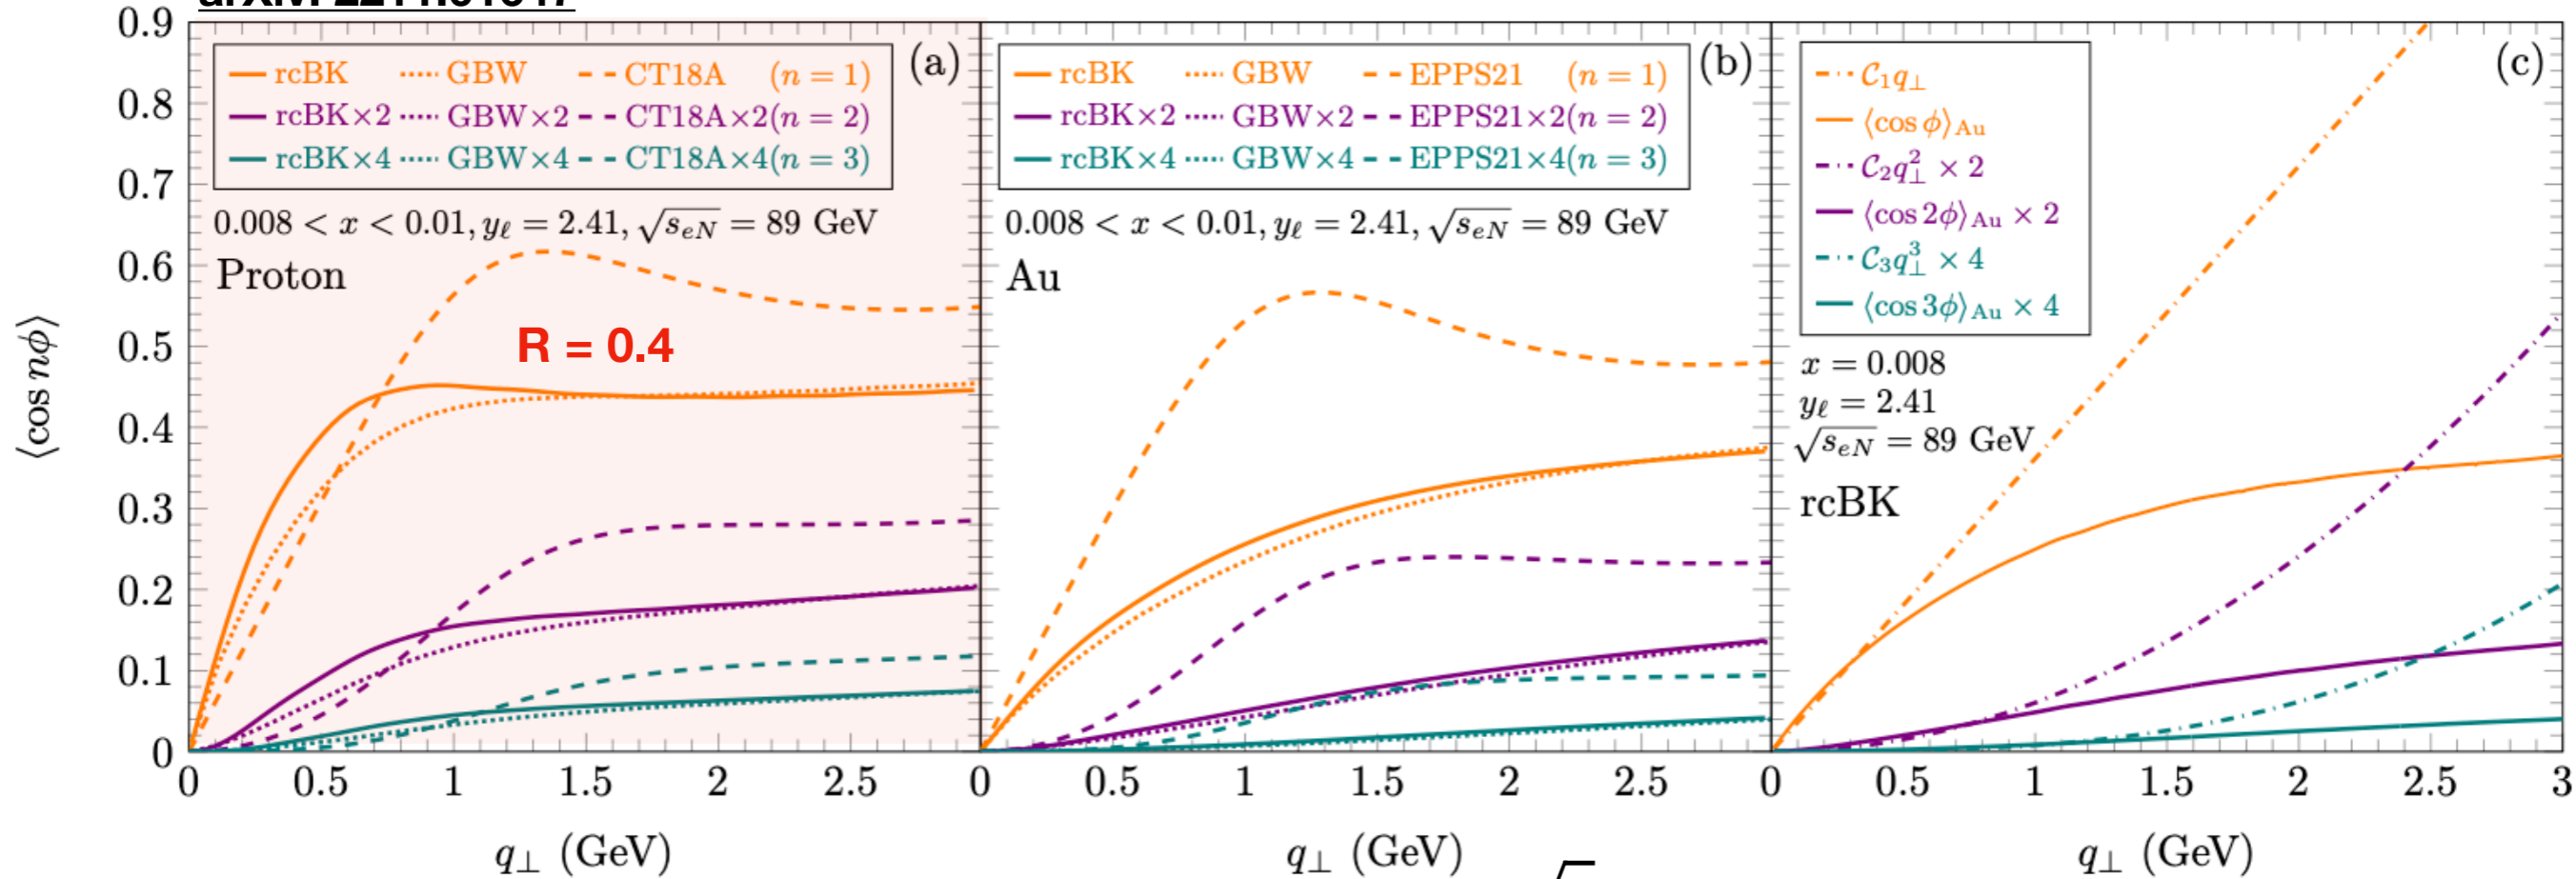 0.9
0.8
0.7
0.6
0.5
0.4
0.3
0.2
0.1
0
⟨cos nϕ⟩
(a)
rcBK GBW CT18A (n = 1)
rcBK×2 GBW×2 CT18A×2(n = 2)
rcBK×4 GBW×4 CT18A×4(n = 3)
0.008 < x < 0.01, yℓ = 2.41, √s_eN = 89 GeV
Proton
R = 0.4
0 0.5 1 1.5 2 2.5
q⊥ (GeV)
(b)
rcBK GBW EPPS21 (n = 1)
rcBK×2 GBW×2 EPPS21×2(n = 2)
rcBK×4 GBW×4 EPPS21×4(n = 3)
0.008 < x < 0.01, yℓ = 2.41, √s_eN = 89 GeV
Au
0 0.5 1 1.5 2 2.5
q⊥ (GeV)
(c)
C₁q⊥
⟨cos ϕ⟩Au
C₂q⊥² × 2
⟨cos 2ϕ⟩Au × 2
C₃q⊥³ × 4
⟨cos 3ϕ⟩Au × 4
x = 0.008
yℓ = 2.41
√s_eN = 89 GeV
rcBK
0 0.5 1 1.5 2 2.5 3
q⊥ (GeV)